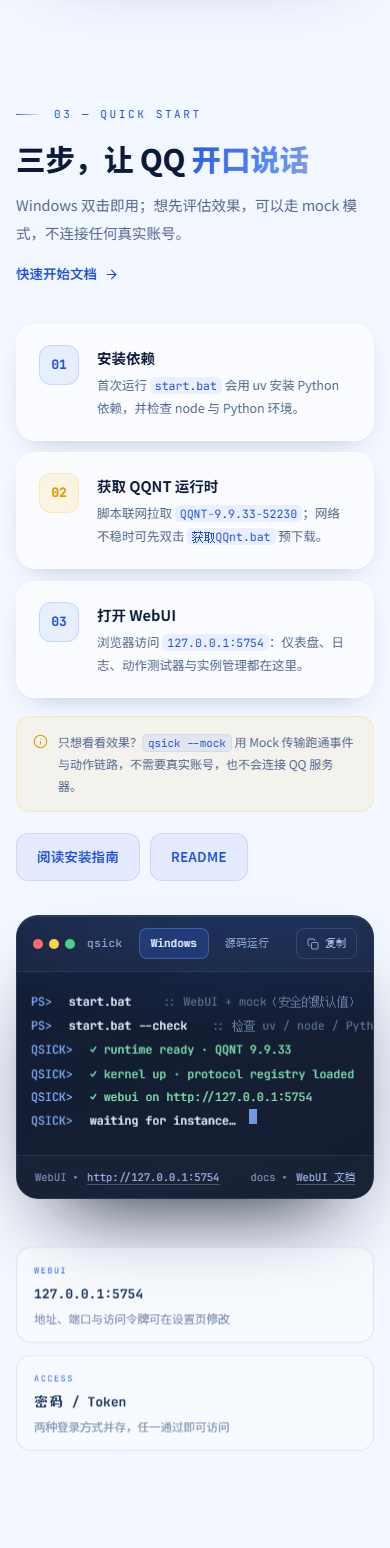 03 — QUICK START
三步，让 QQ 开口说话
Windows 双击即用；想先评估效果，可以走 mock 模
式，不连接任何真实账号。
快速开始文档 →
01
安装依赖
首次运行 start.bat 会用 uv 安装 Python
依赖，并检查 node 与 Python 环境。
02
获取 QQNT 运行时
脚本联网拉取 QQNT-9.9.33-52230；网络
不稳时可先双击 获取QQnt.bat 预下载。
03
打开 WebUI
浏览器访问 127.0.0.1:5754：仪表盘、日
志、动作测试器与实例管理都在这里。
只想看看效果？ qsick --mock 用 Mock 传输跑通事件
与动作链路，不需要真实账号，也不会连接 QQ 服务
器。
阅读安装指南 README
qsick Windows 源码运行 复制
PS> start.bat :: WebUI + mock（安全的默认值）
PS> start.bat --check :: 检查 uv / node / Pyth
QSICK> ✓ runtime ready · QQNT 9.9.33
QSICK> ✓ kernel up · protocol registry loaded
QSICK> ✓ webui on http://127.0.0.1:5754
QSICK> waiting for instance…
WebUI ▸ http://127.0.0.1:5754 docs ▸ WebUI 文档
WEBUI
127.0.0.1:5754
地址、端口与访问令牌可在设置页修改
ACCESS
密码 / Token
两种登录方式并存，任一通过即可访问